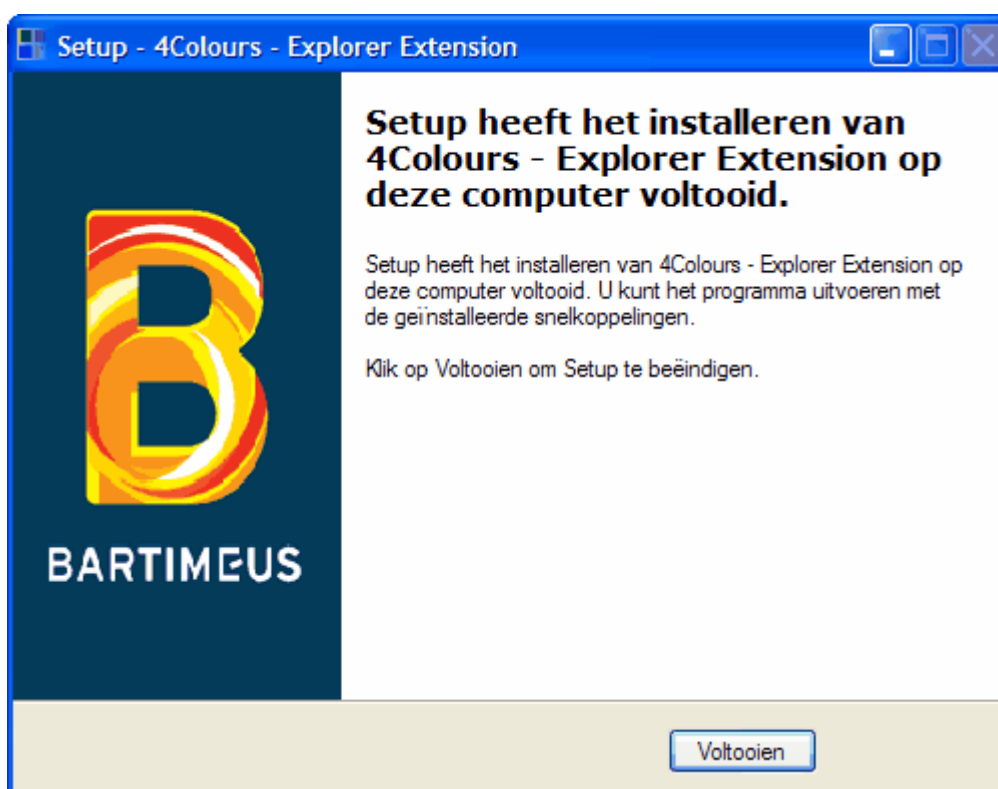 Setup - 4Colours - Explorer Extension
Setup heeft het installeren van
4Colours - Explorer Extension op
deze computer voltooid.
Setup heeft het installeren van 4Colours - Explorer Extension op
deze computer voltooid. U kunt het programma uitvoeren met
de geïnstalleerde snelkoppelingen.
Klik op Voltooien om Setup te beëindigen.
B
BARTIMEUS
Voltooien